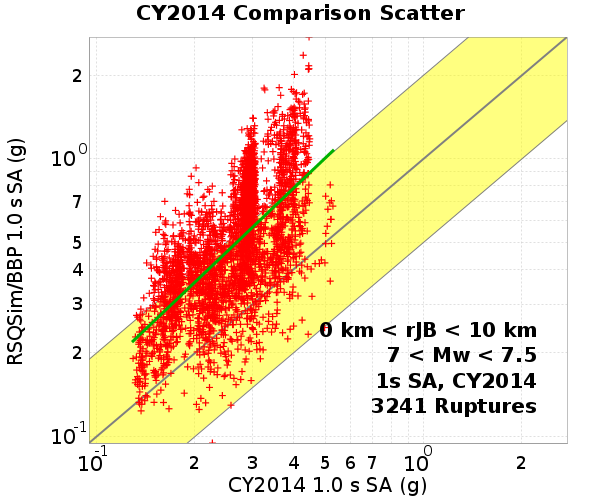 CY2014 Comparison Scatter
RSQSim/BBP 1.0 s SA (g)
2
10^0
7
5
4
3
2
10^-1
0 km < rJB < 10 km
7 < Mw < 7.5
1s SA, CY2014
3241 Ruptures
10^-1 2 3 4 5 6 7 10^0 2
CY2014 1.0 s SA (g)